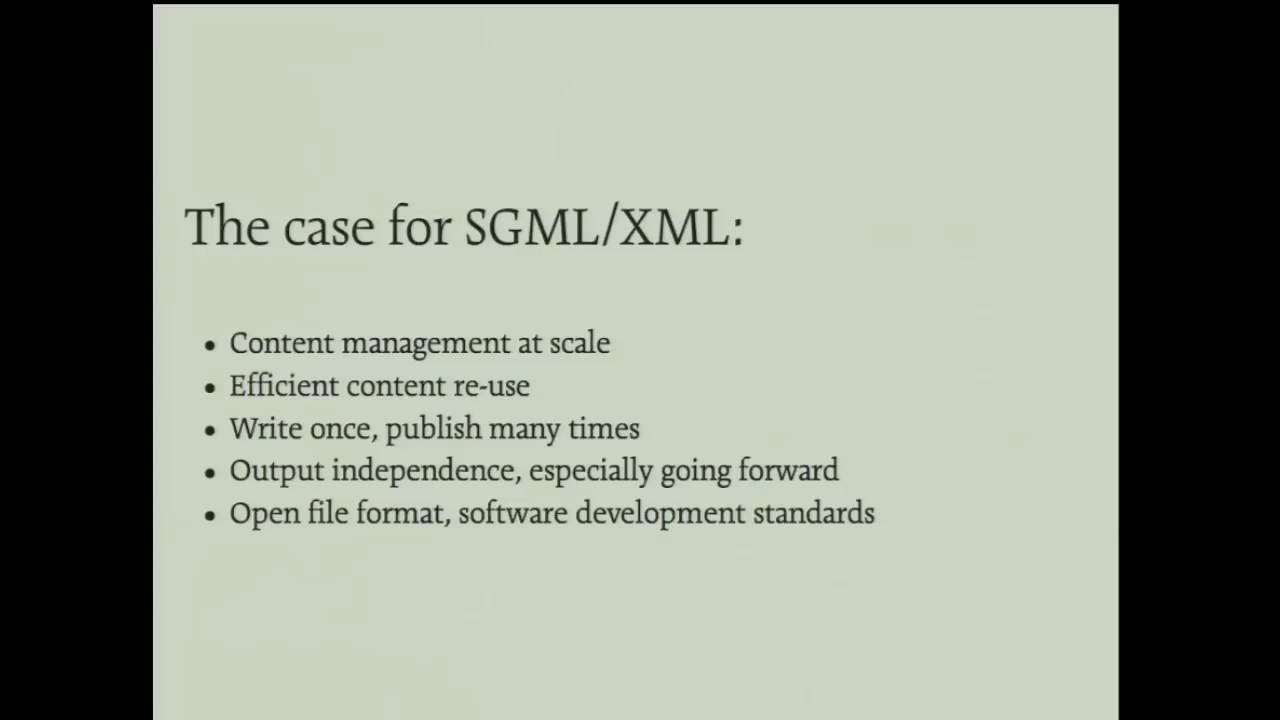 The case for SGML/XML:
• Content management at scale
• Efficient content re-use
• Write once, publish many times
• Output independence, especially going forward
• Open file format, software development standards